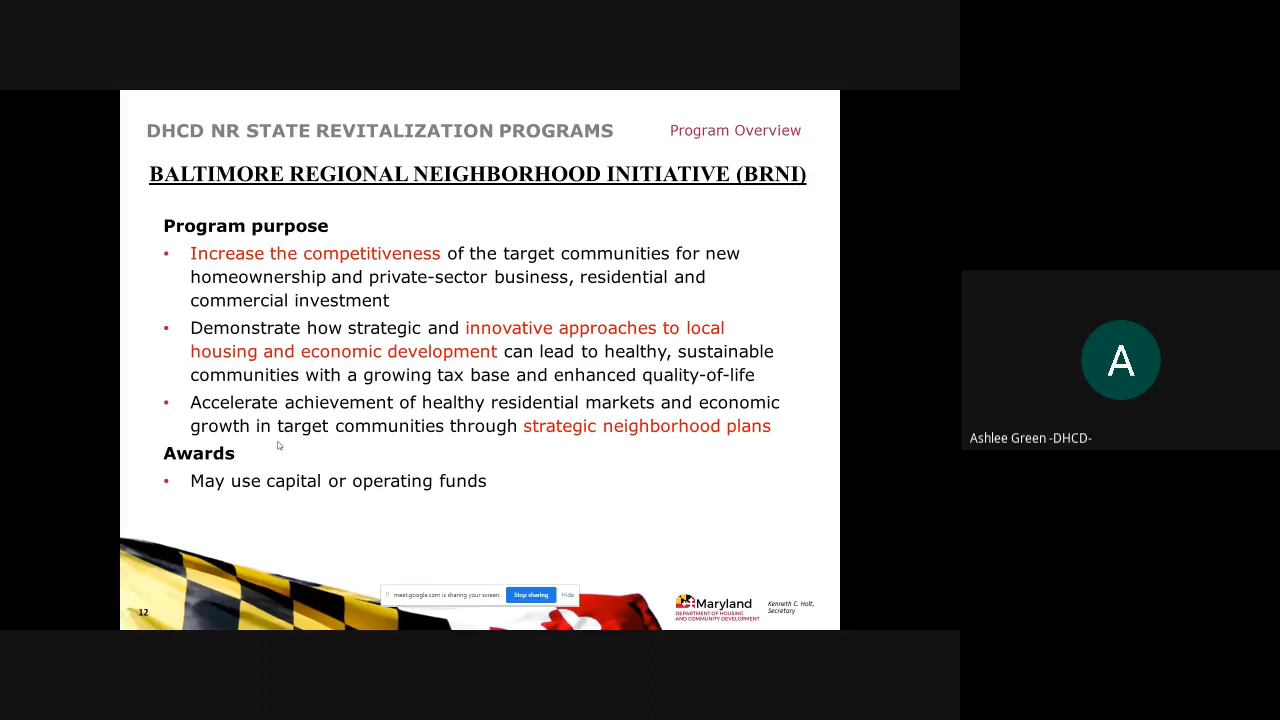 DHCD NR STATE REVITALIZATION PROGRAMS
Program Overview
BALTIMORE REGIONAL NEIGHBORHOOD INITIATIVE (BRNI)
Program purpose
• Increase the competitiveness of the target communities for new
homeownership and private-sector business, residential and
commercial investment
• Demonstrate how strategic and innovative approaches to local
housing and economic development can lead to healthy, sustainable
communities with a growing tax base and enhanced quality-of-life
• Accelerate achievement of healthy residential markets and economic
growth in target communities through strategic neighborhood plans
Awards
• May use capital or operating funds
12
meet.google.com is sharing your screen.
Stop sharing
Hide
Maryland
DEPARTMENT OF HOUSING
AND COMMUNITY DEVELOPMENT
Kenneth C. Holt,
Secretary
A
Ashlee Green -DHCD-